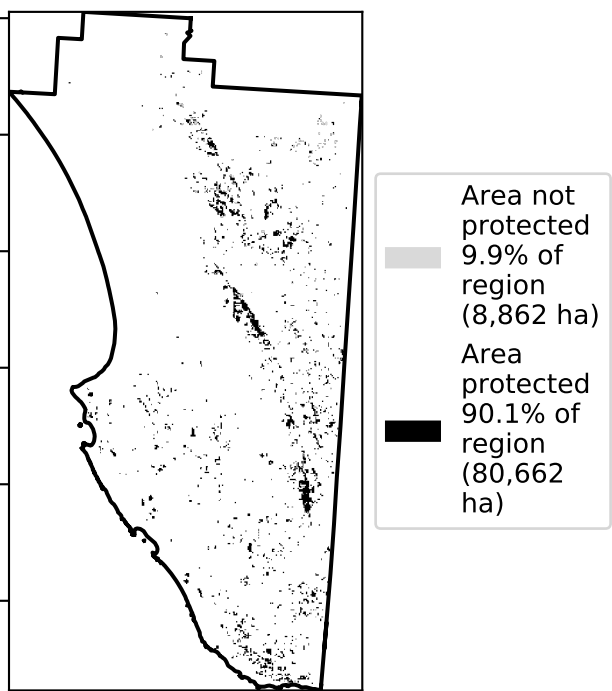 Area not
protected
9.9% of
region
(8,862 ha)
Area
protected
90.1% of
region
(80,662
ha)